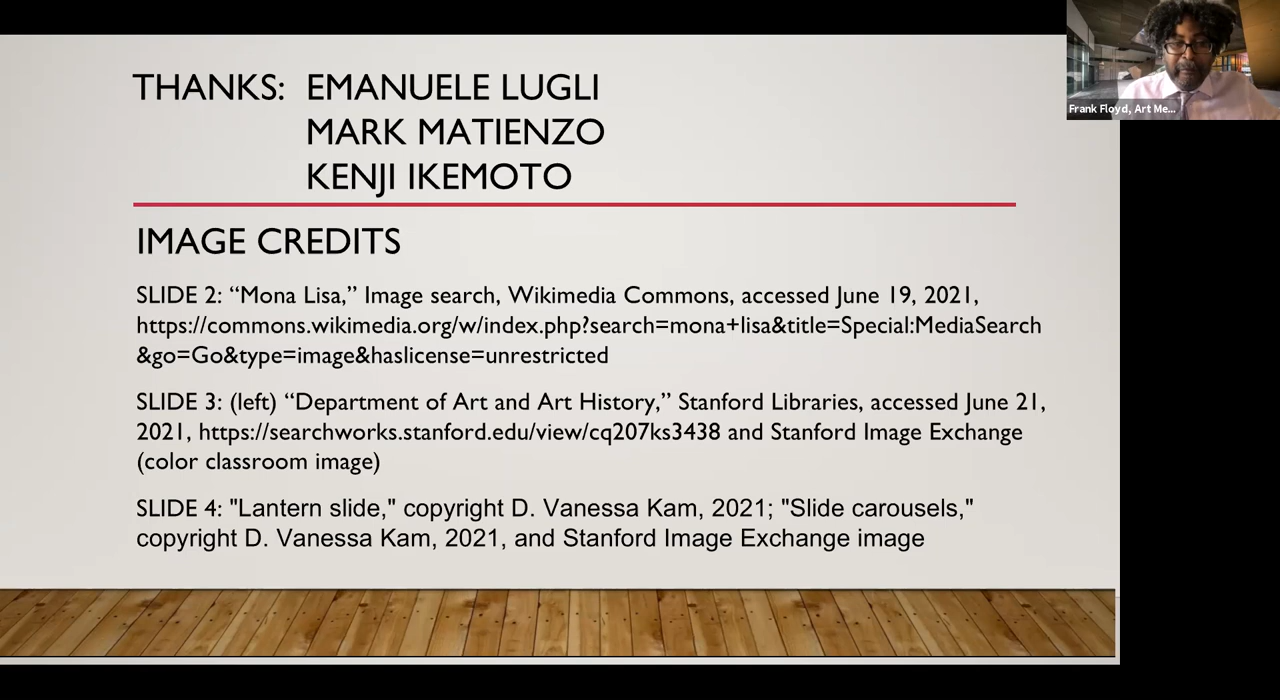 THANKS: EMANUELE LUGLI
MARK MATIENZO
KENJI IKEMOTO
IMAGE CREDITS
SLIDE 2: “Mona Lisa,” Image search, Wikimedia Commons, accessed June 19, 2021,
https://commons.wikimedia.org/w/index.php?search=mona+lisa&title=Special:MediaSearch
&go=Go&type=image&haslicense=unrestricted
SLIDE 3: (left) “Department of Art and Art History,” Stanford Libraries, accessed June 21,
2021, https://searchworks.stanford.edu/view/cq207ks3438 and Stanford Image Exchange
(color classroom image)
SLIDE 4: "Lantern slide," copyright D. Vanessa Kam, 2021; "Slide carousels,"
copyright D. Vanessa Kam, 2021, and Stanford Image Exchange image
Frank Floyd, Art Me...